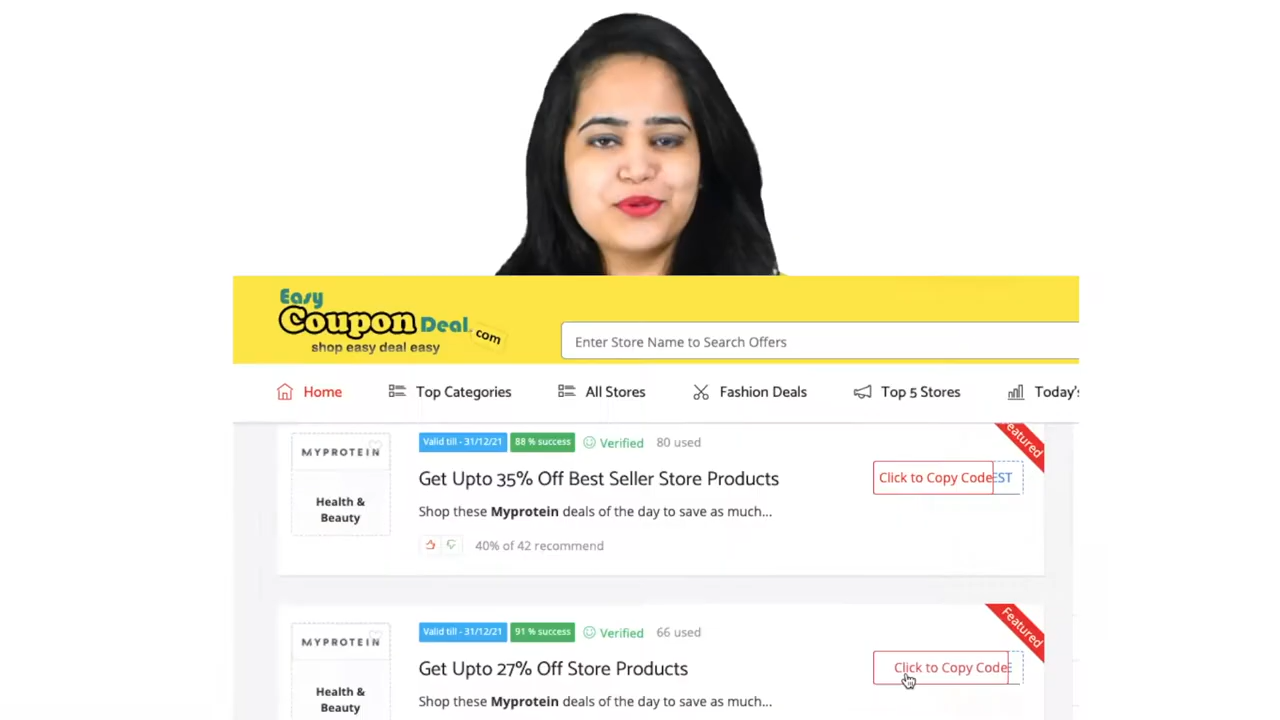 Easy
Coupon Deal.com
shop easy deal easy
Enter Store Name to Search Offers
Home Top Categories All Stores Fashion Deals Top 5 Stores Today's
MYPROTEIN
Health &
Beauty
Valid till - 31/12/21 88 % success Verified 80 used
Get Upto 35% Off Best Seller Store Products
Shop these Myprotein deals of the day to save as much...
40% of 42 recommend
Click to Copy Code EST
Featured
MYPROTEIN
Health &
Beauty
Valid till - 31/12/21 91 % success Verified 66 used
Get Upto 27% Off Store Products
Shop these Myprotein deals of the day to save as much...
Click to Copy Code
Featured